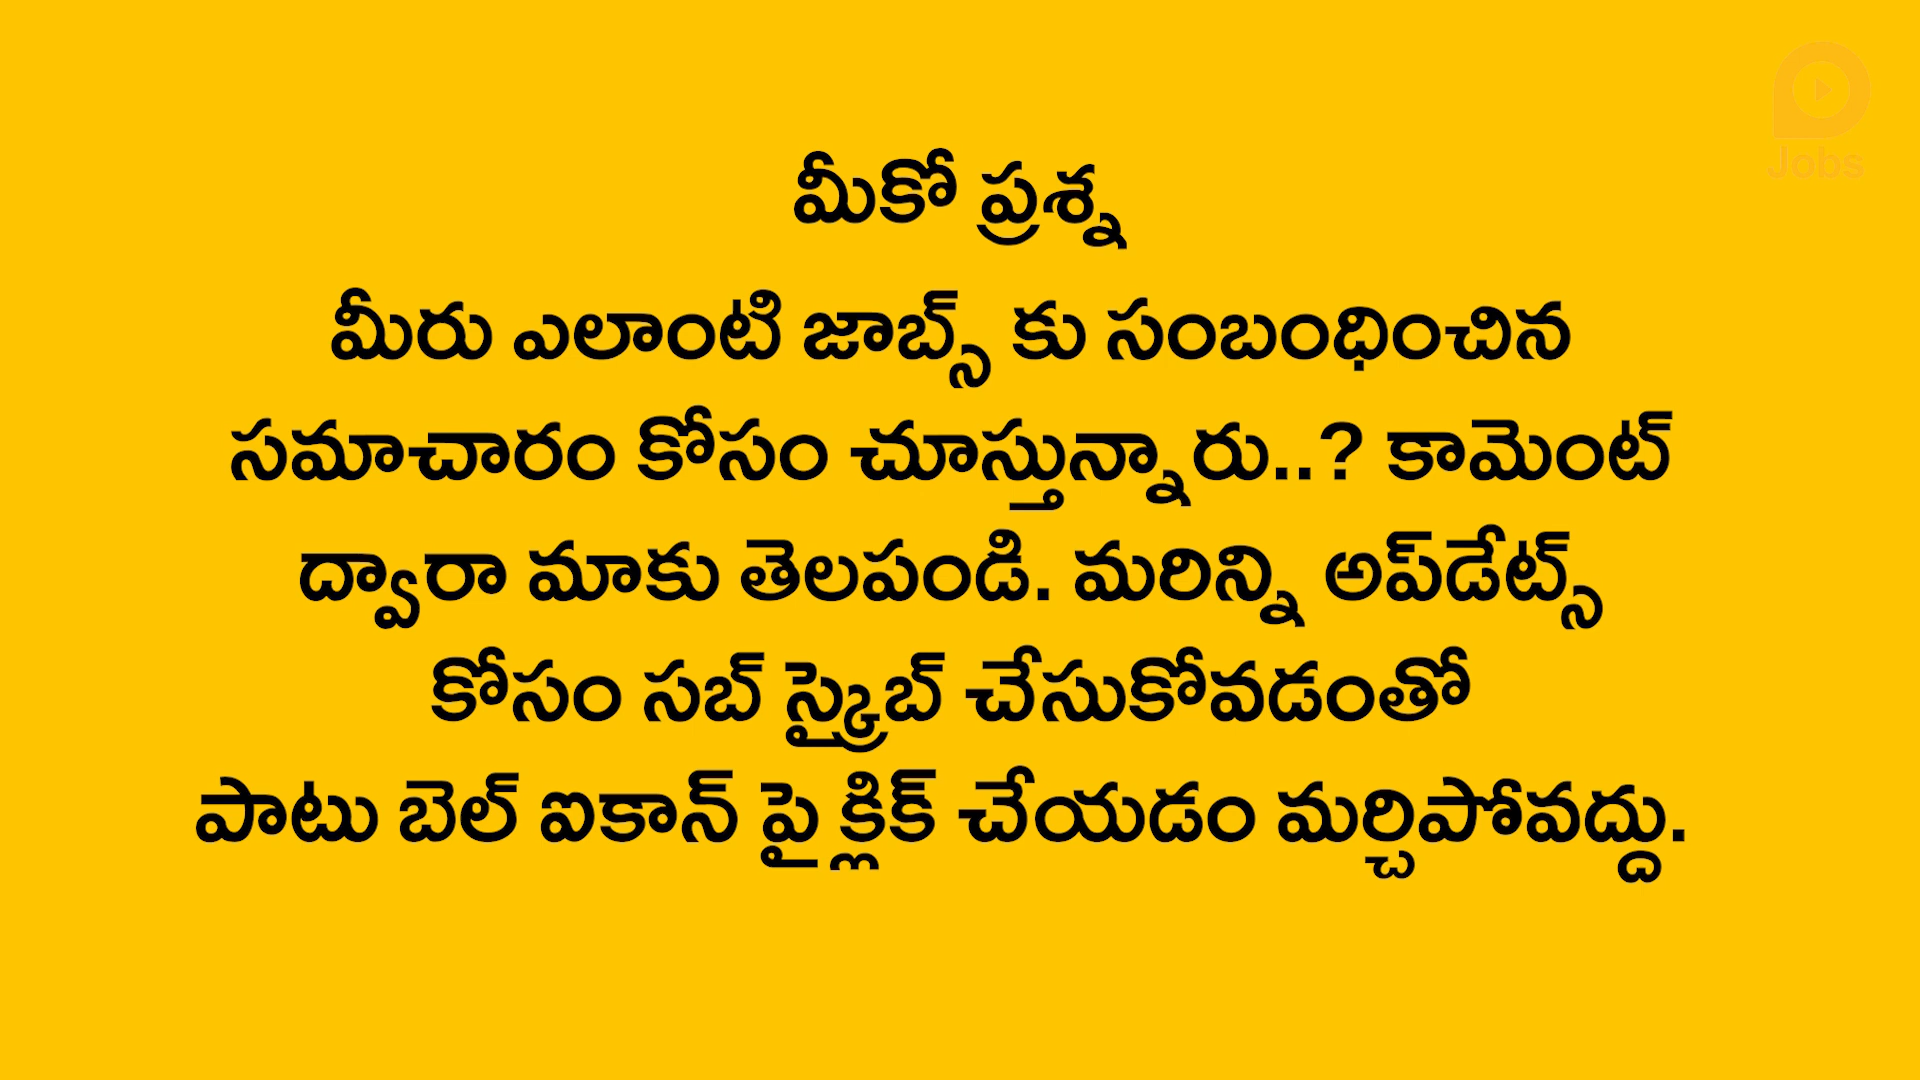 Jobs
మీకో ప్రశ్న
మీరు ఎలాంటి జాబ్స్ కు సంబంధించిన
సమాచారం కోసం చూస్తున్నారు..? కామెంట్
ద్వారా మాకు తెలపండి. మరిన్ని అప్‌డేట్స్
కోసం సబ్ స్క్రైబ్ చేసుకోవడంతో
పాటు బెల్ ఐకాన్ పై క్లిక్ చేయడం మర్చిపోవద్దు.